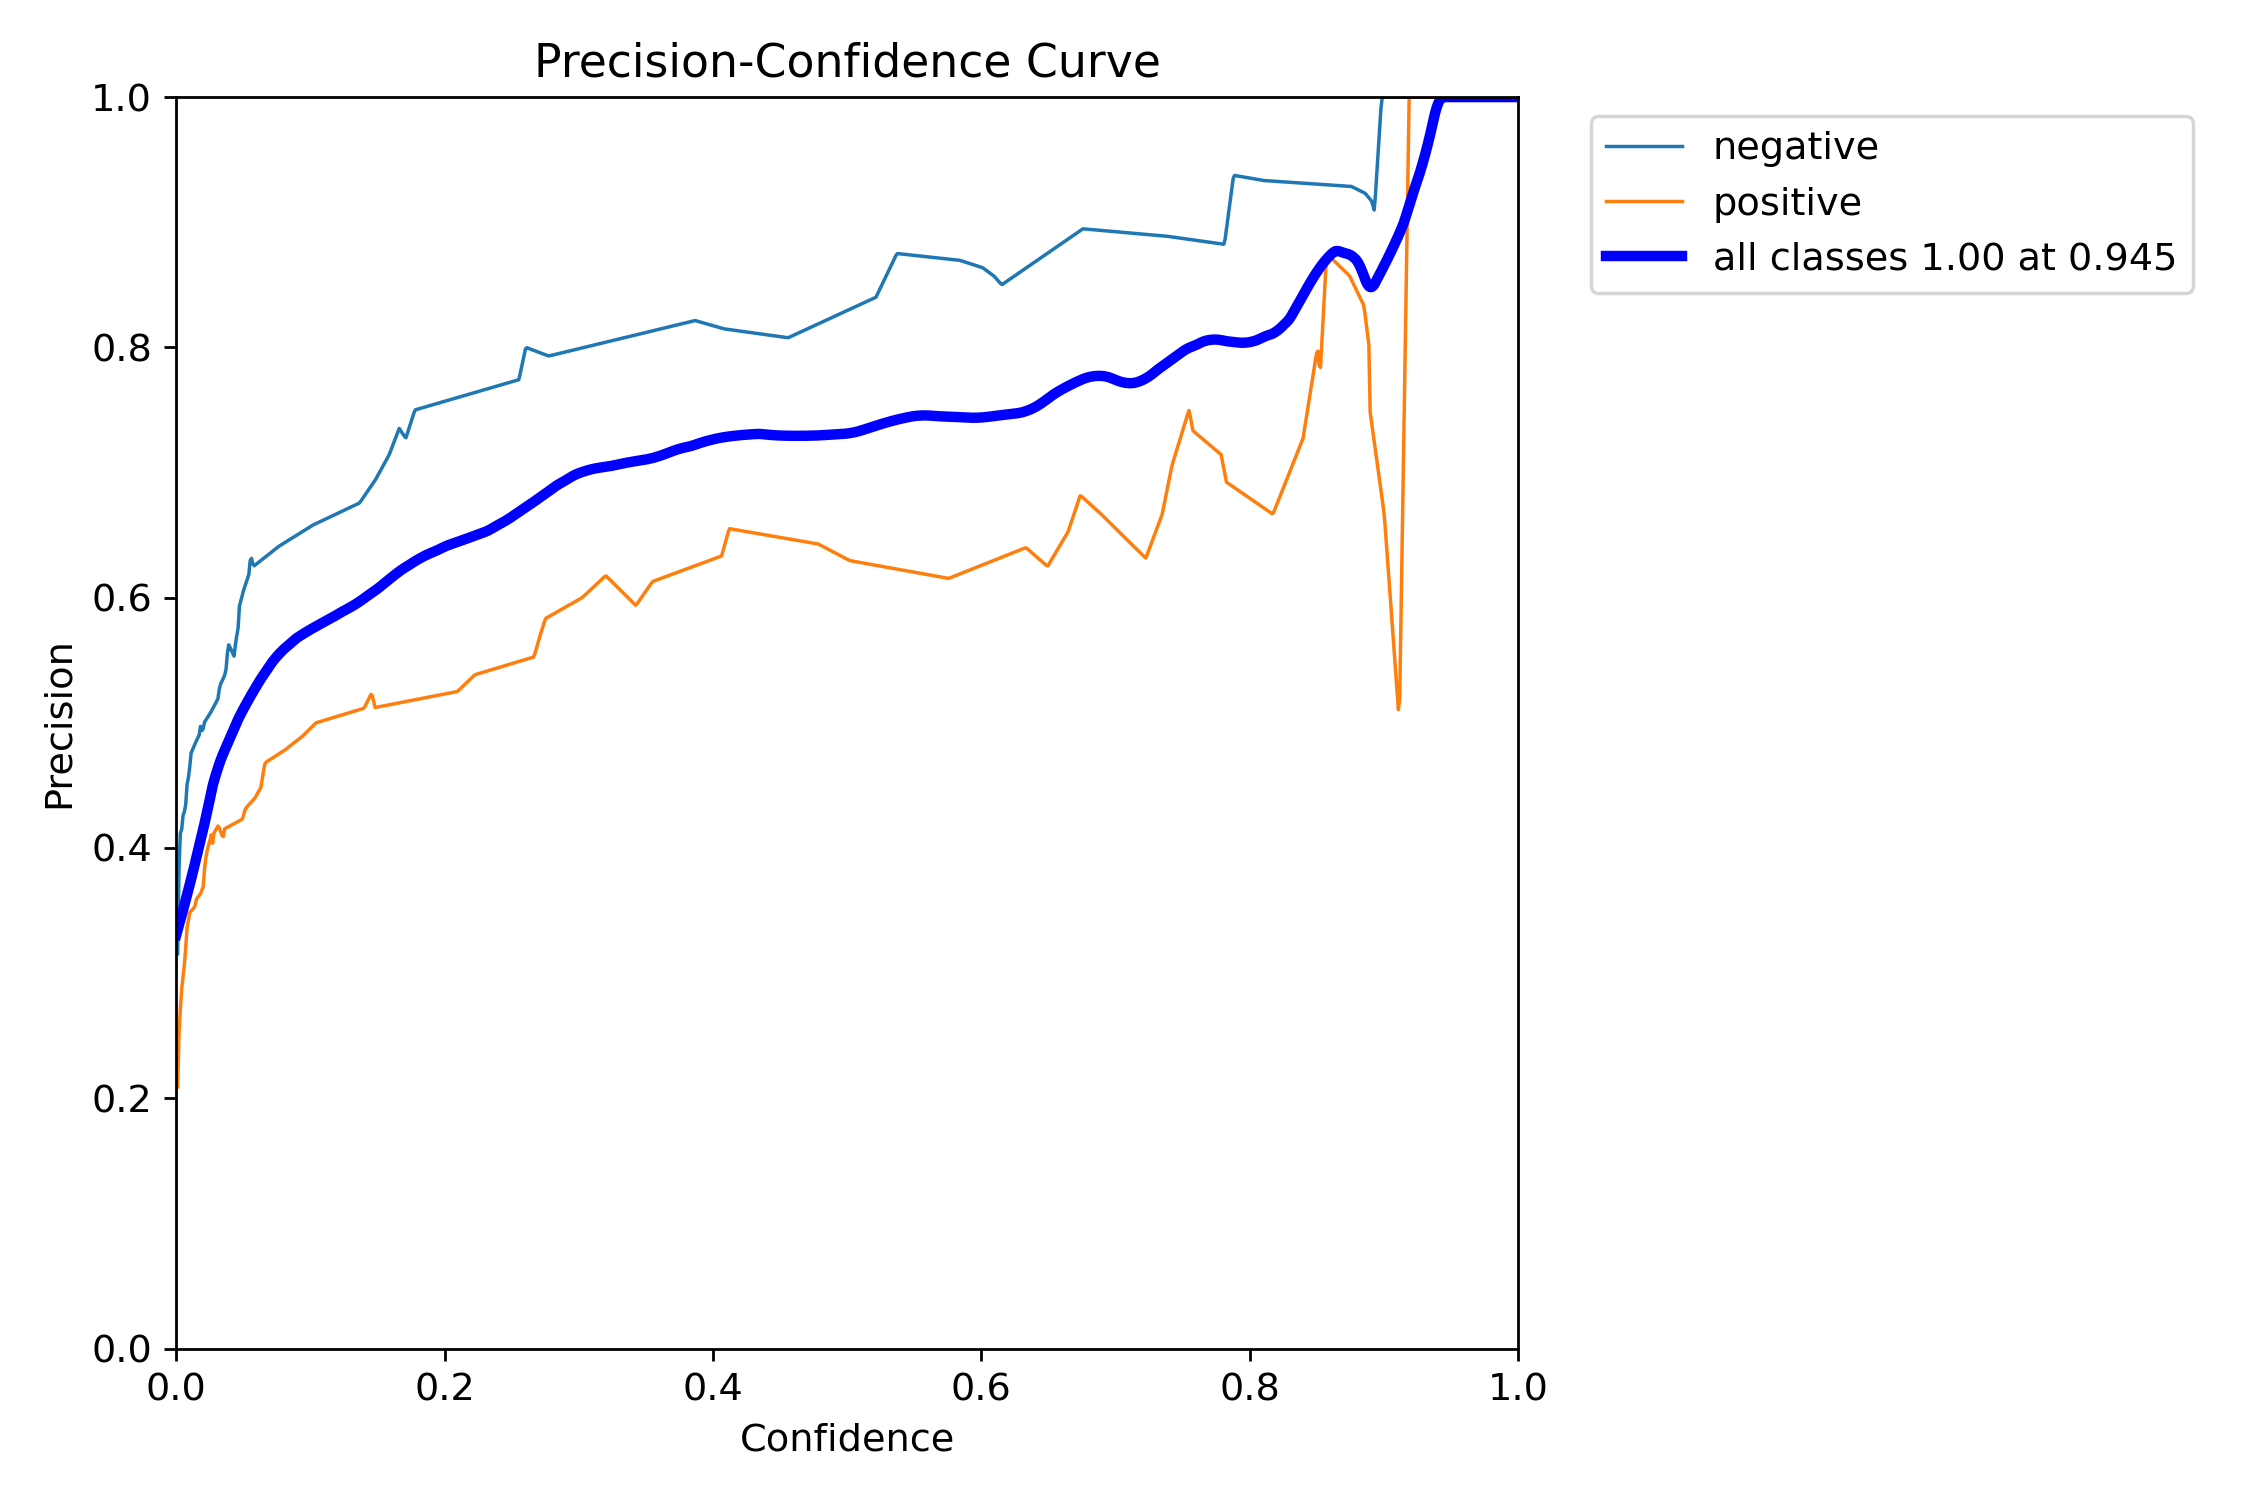 Precision-Confidence Curve
1.0
0.8
0.6
0.4
0.2
0.0
Precision
0.0 0.2 0.4 0.6 0.8 1.0
Confidence
negative
positive
all classes 1.00 at 0.945